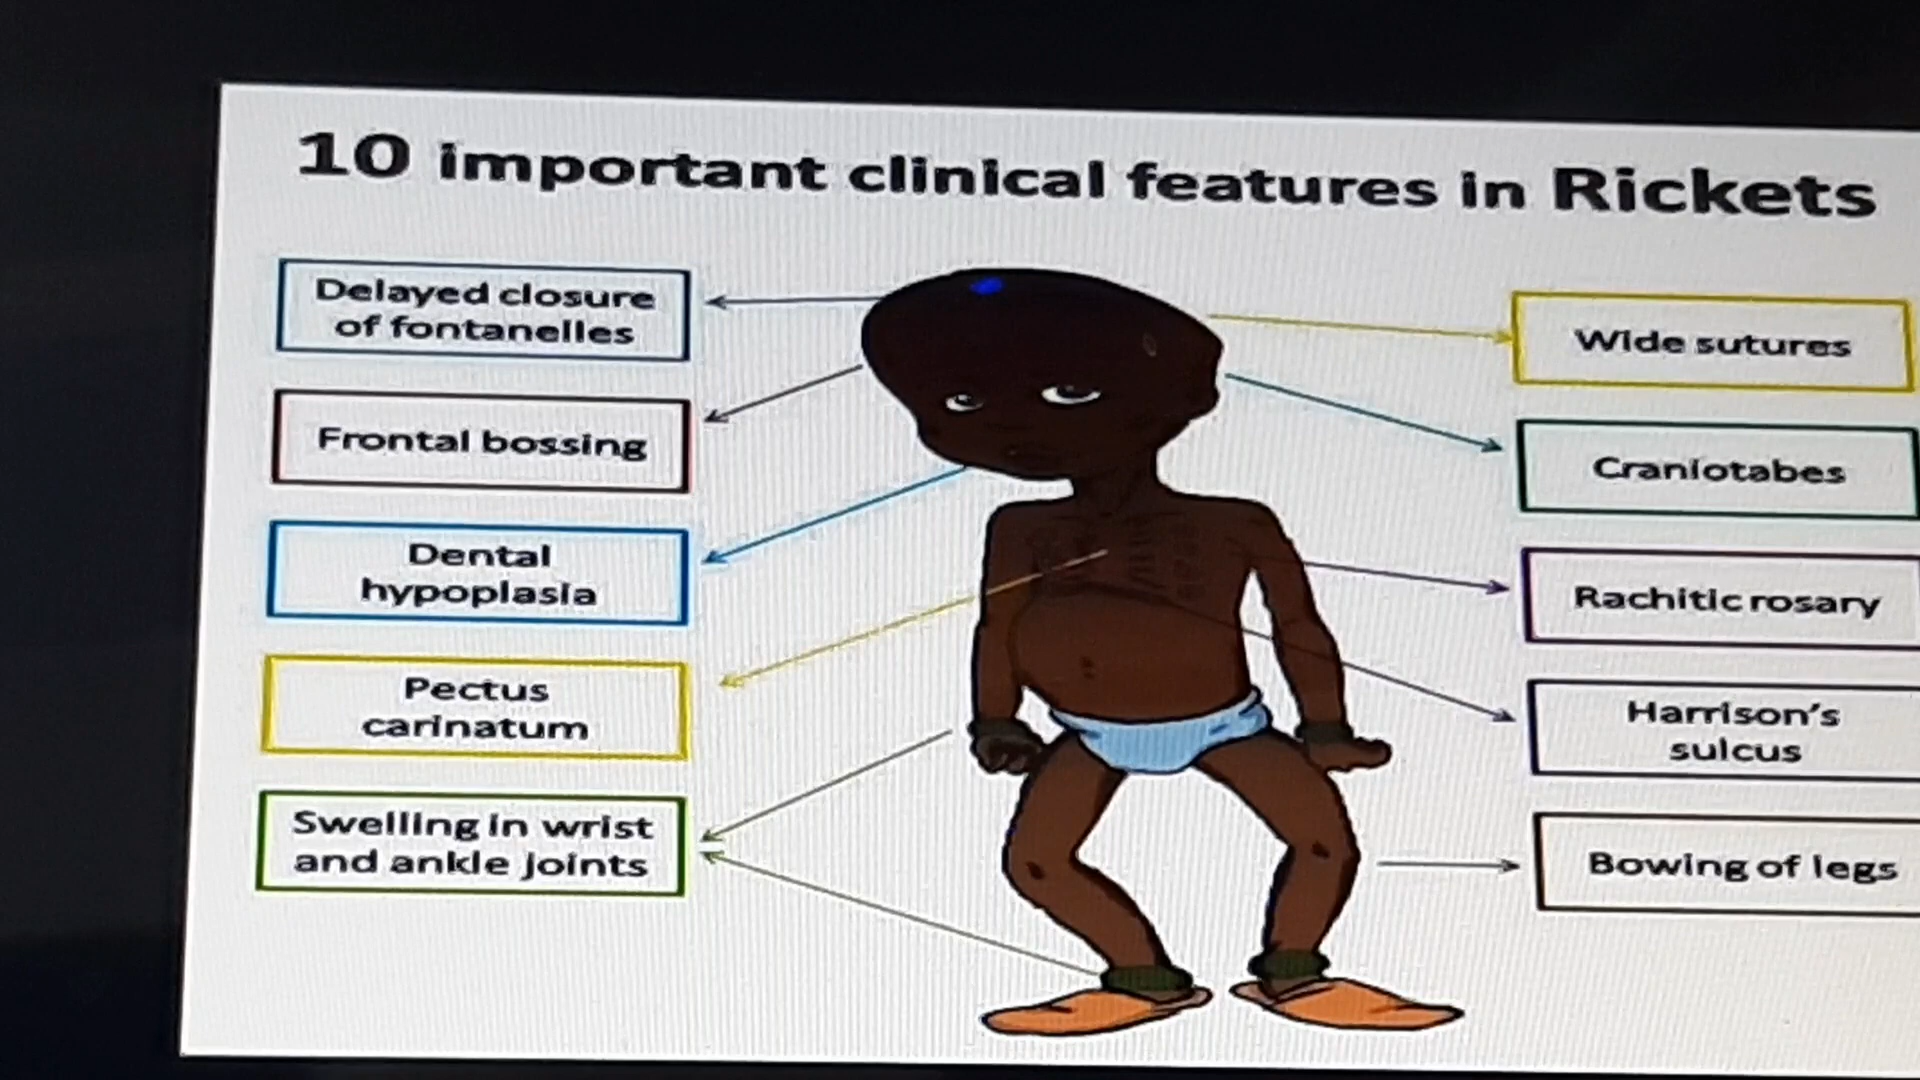 10 important clinical features in Rickets
Delayed closure
of fontanelles
Frontal bossing
Dental
hypoplasia
Pectus
carinatum
Swelling in wrist
and ankle joints
Wide sutures
Craniotabes
Rachitic rosary
Harrison's
sulcus
Bowing of legs